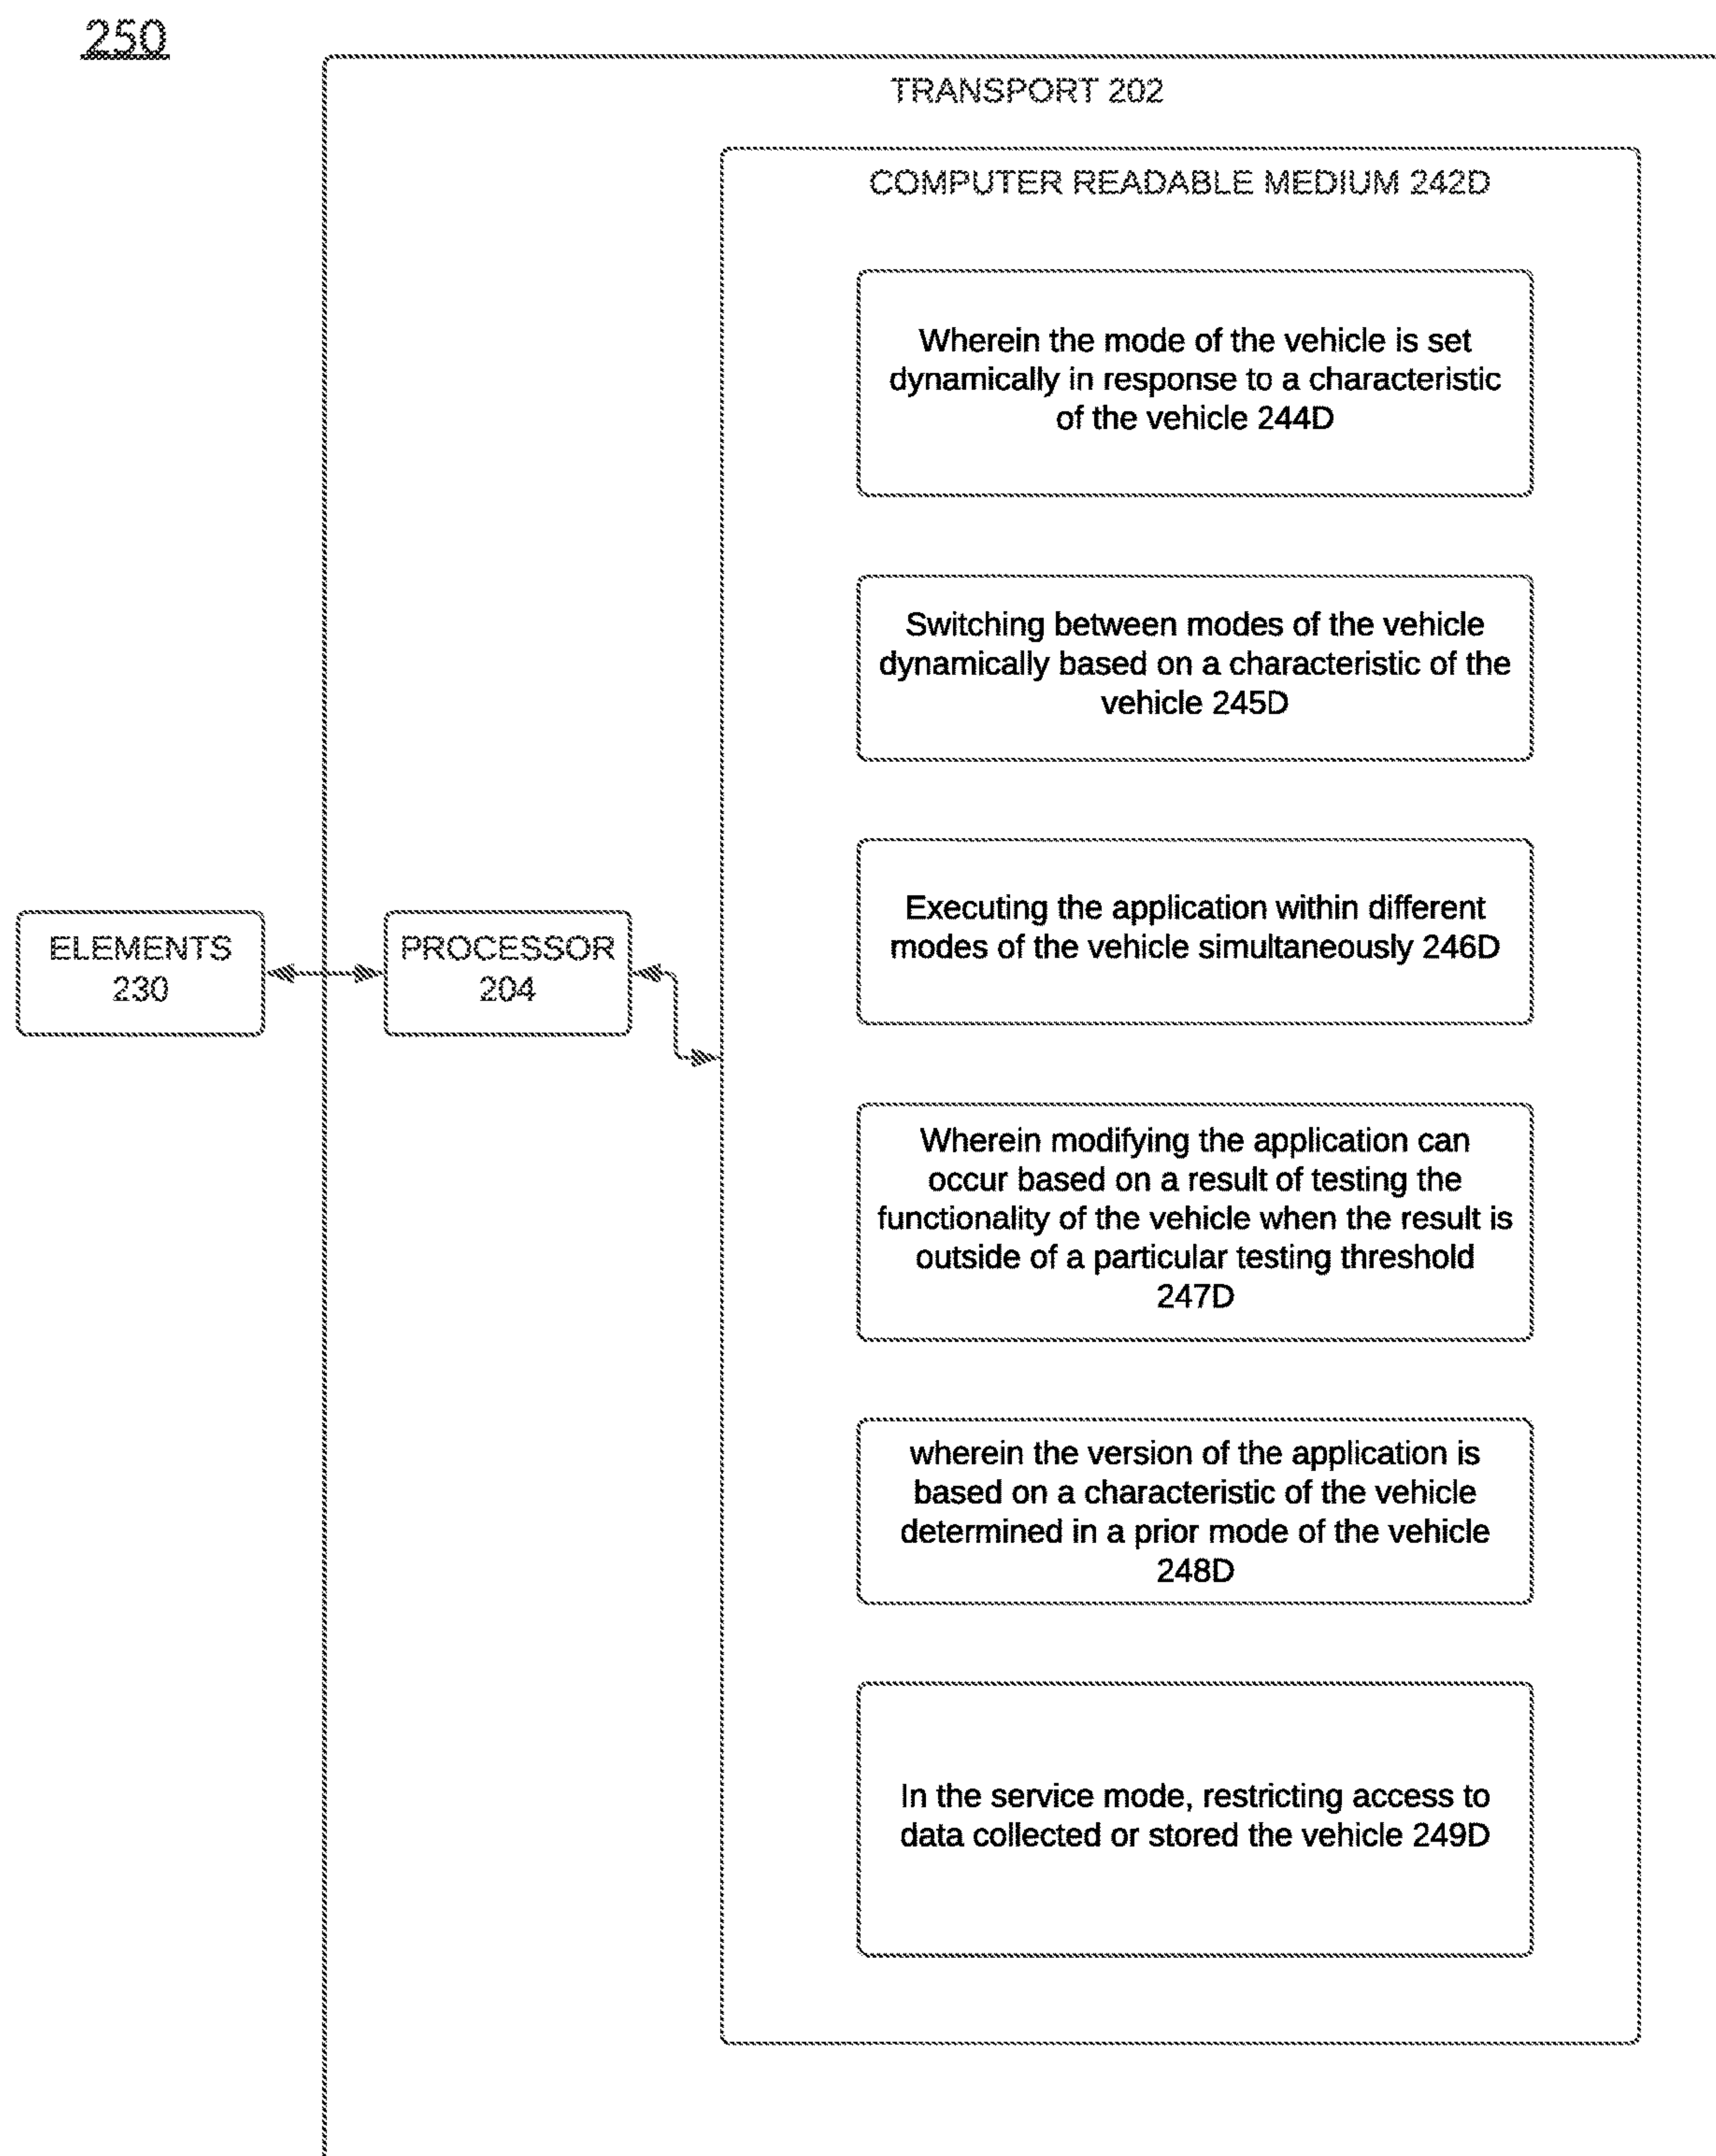 250
TRANSPORT 202
COMPUTER READABLE MEDIUM 242D
Wherein the mode of the vehicle is set
dynamically in response to a characteristic
of the vehicle 244D
Switching between modes of the vehicle
dynamically based on a characteristic of the
vehicle 245D
Executing the application within different
modes of the vehicle simultaneously 246D
ELEMENTS
230
PROCESSOR
204
Wherein modifying the application can
occur based on a result of testing the
functionality of the vehicle when the result is
outside of a particular testing threshold
247D
wherein the version of the application is
based on a characteristic of the vehicle
determined in a prior mode of the vehicle
248D
In the service mode, restricting access to
data collected or stored the vehicle 249D